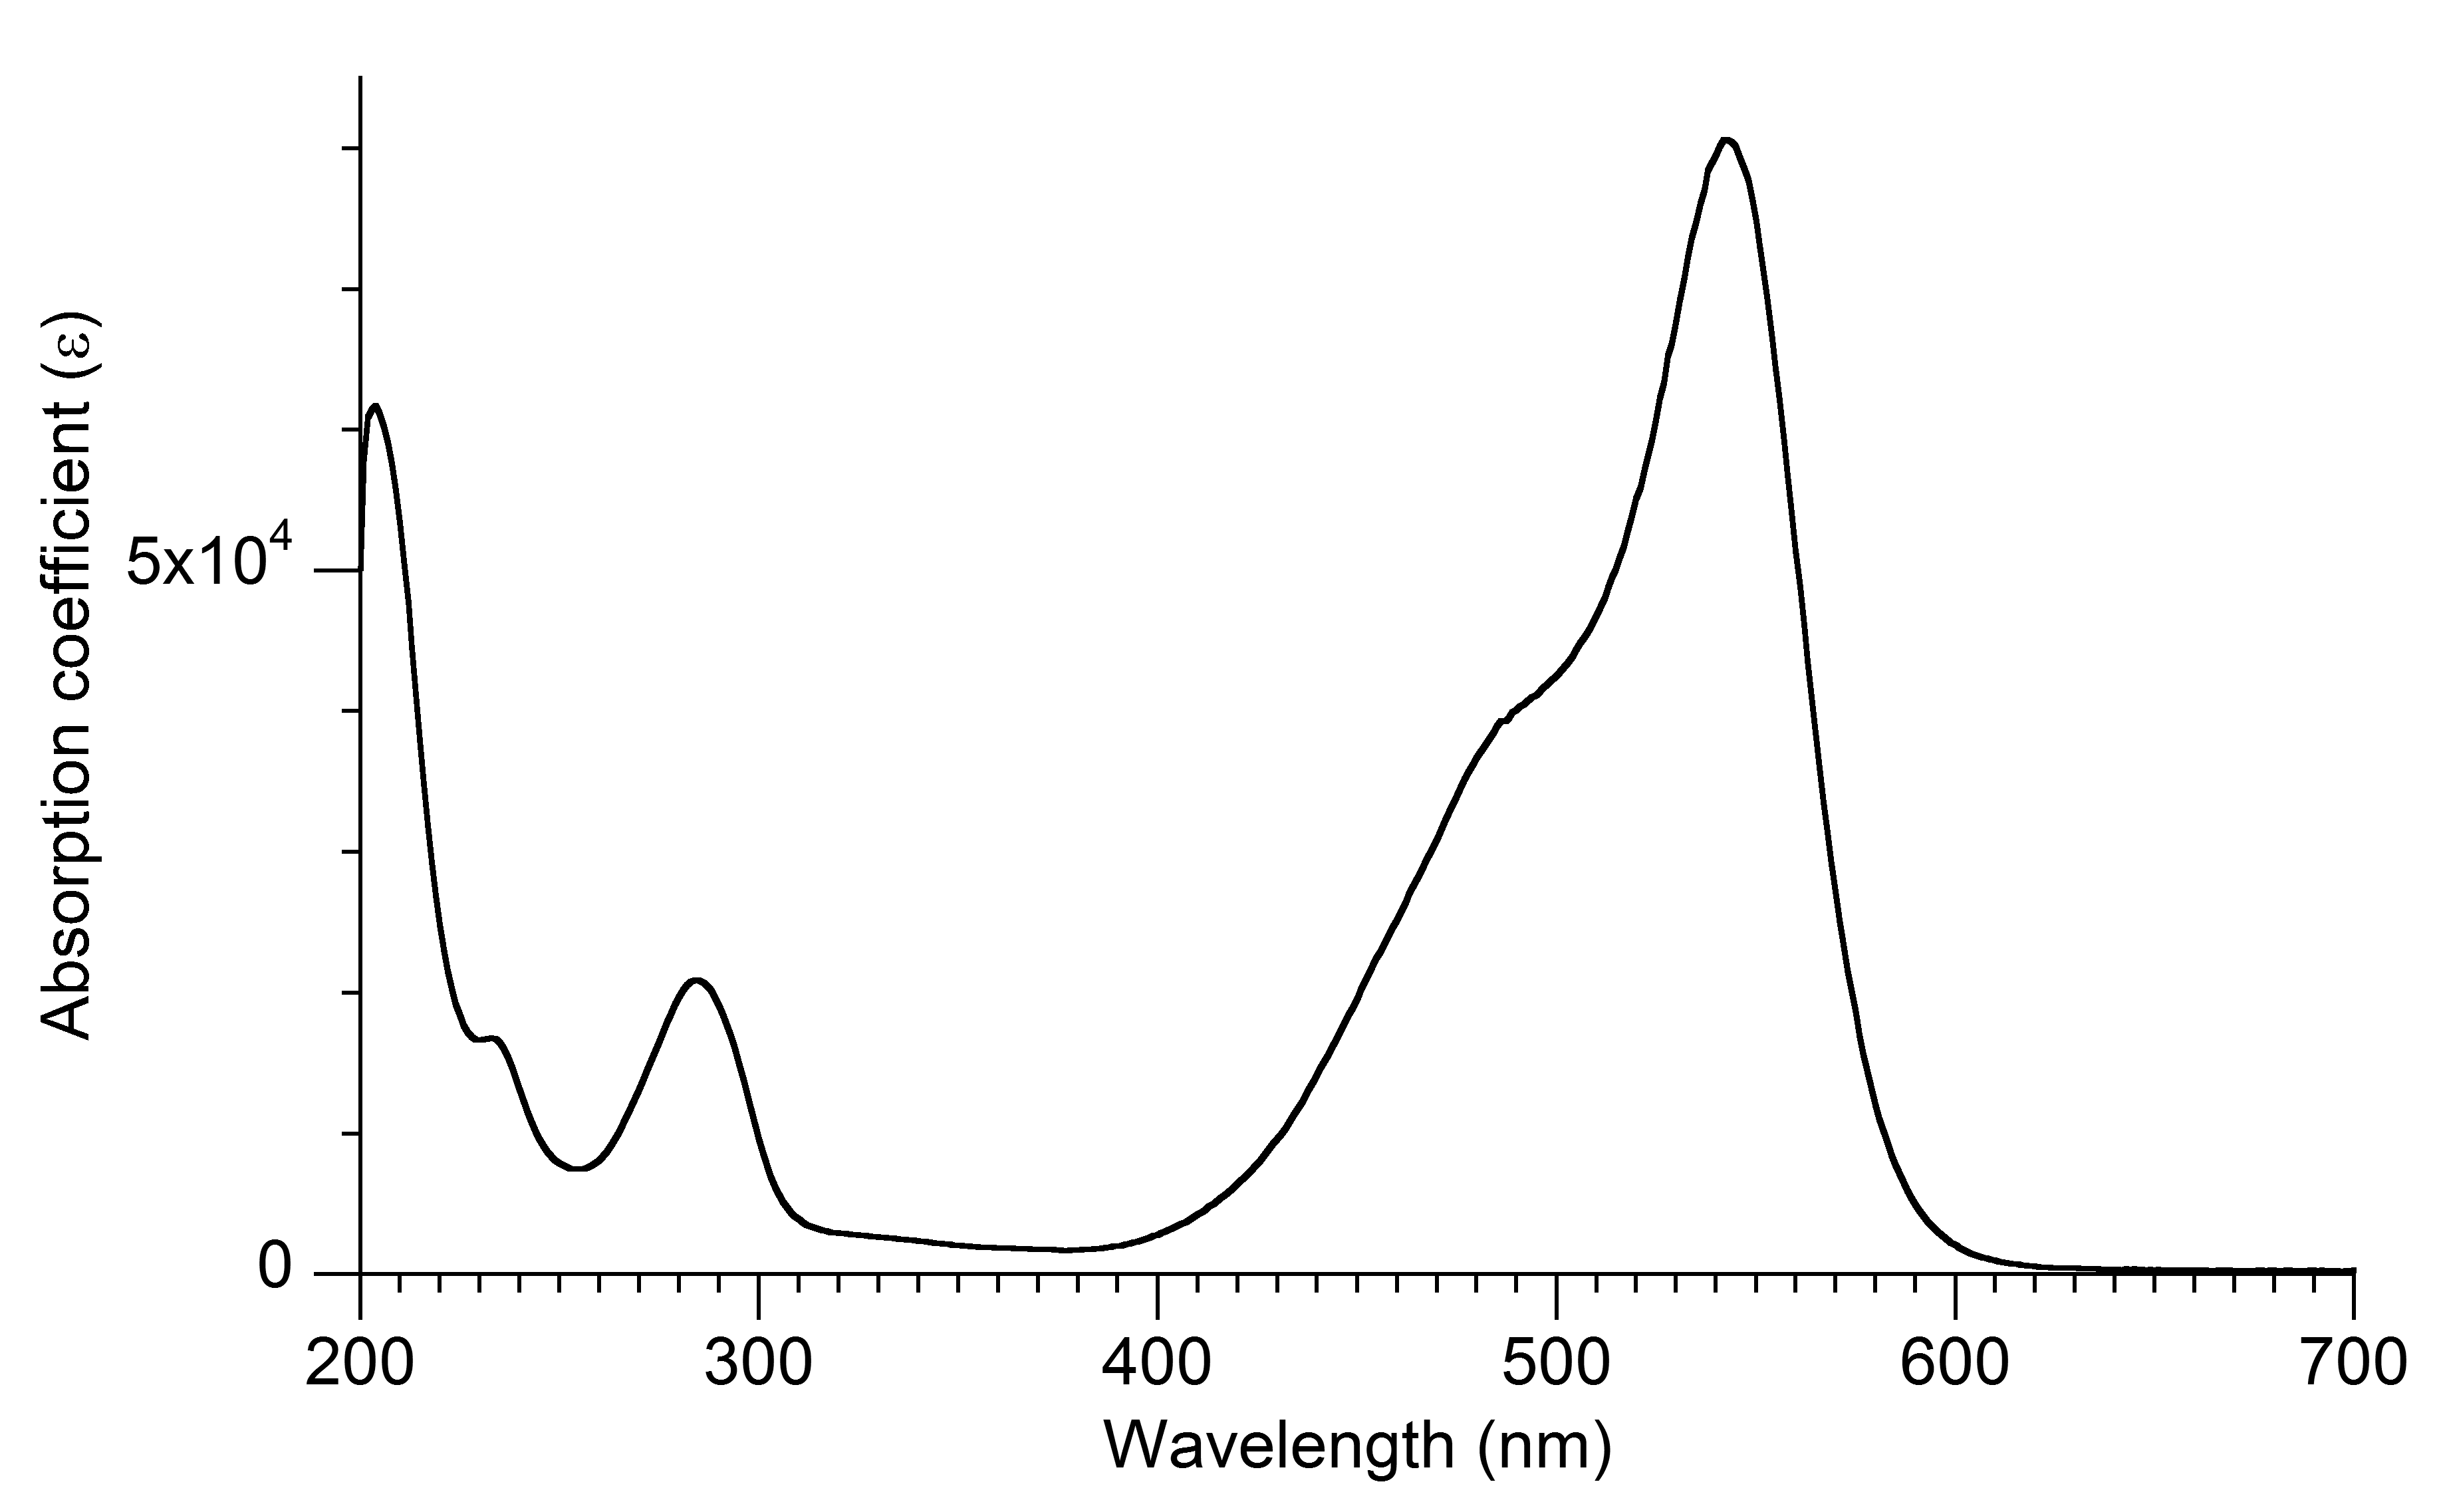 Absorption coefficient (ε)
5x10⁴
0
200 300 400 500 600 700
Wavelength (nm)